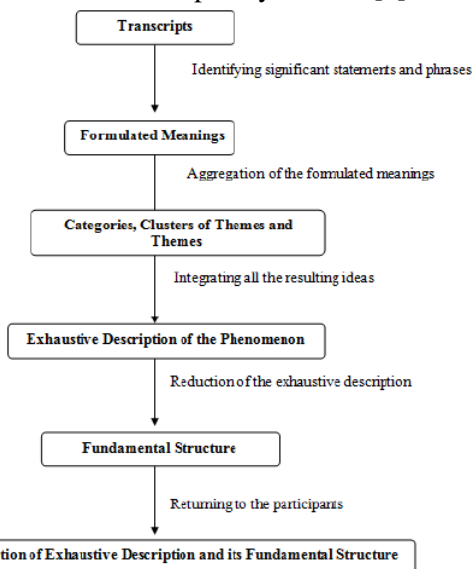 Transcripts
Identifying significant statements and phrases
Formulated Meanings
Aggregation of the formulated meanings
Categories, Clusters of Themes and
Themes
Integrating all the resulting ideas
Exhaustive Description of the Phenomenon
Reduction of the exhaustive description
Fundamental Structure
Returning to the participants
tion of Exhaustive Description and its Fundamental Structure